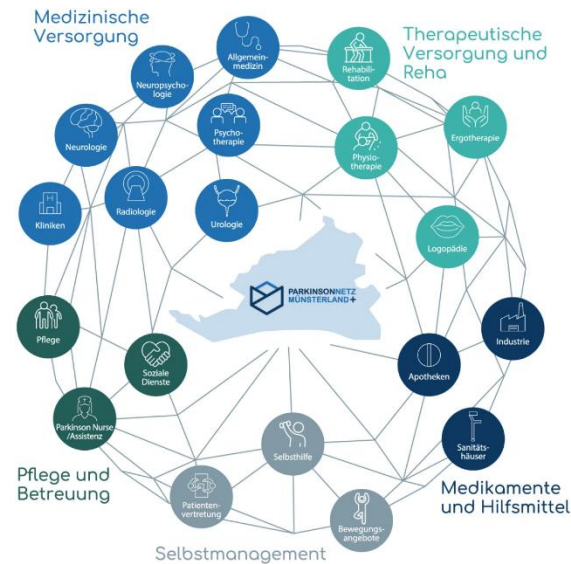 Medizinische
Versorgung
Allgemein-
medizin
Neuropsycho-
logie
Psycho-
therapie
Neurologie
Radiologie
Kliniken
Urologie
Therapeutische
Versorgung und
Reha
Rehabili-
tation
Ergotherapie
Physio-
therapie
Logopädie
PARKINSONNETZ
MÜNSTERLAND+
Pflege
Soziale
Dienste
Parkinson Nurse
/Assistenz
Pflege und
Betreuung
Industrie
Apotheken
Sanitäts-
häuser
Medikamente
und Hilfsmittel
Selbsthilfe
Patienten-
vertretung
Bewegungs-
angebote
Selbstmanagement